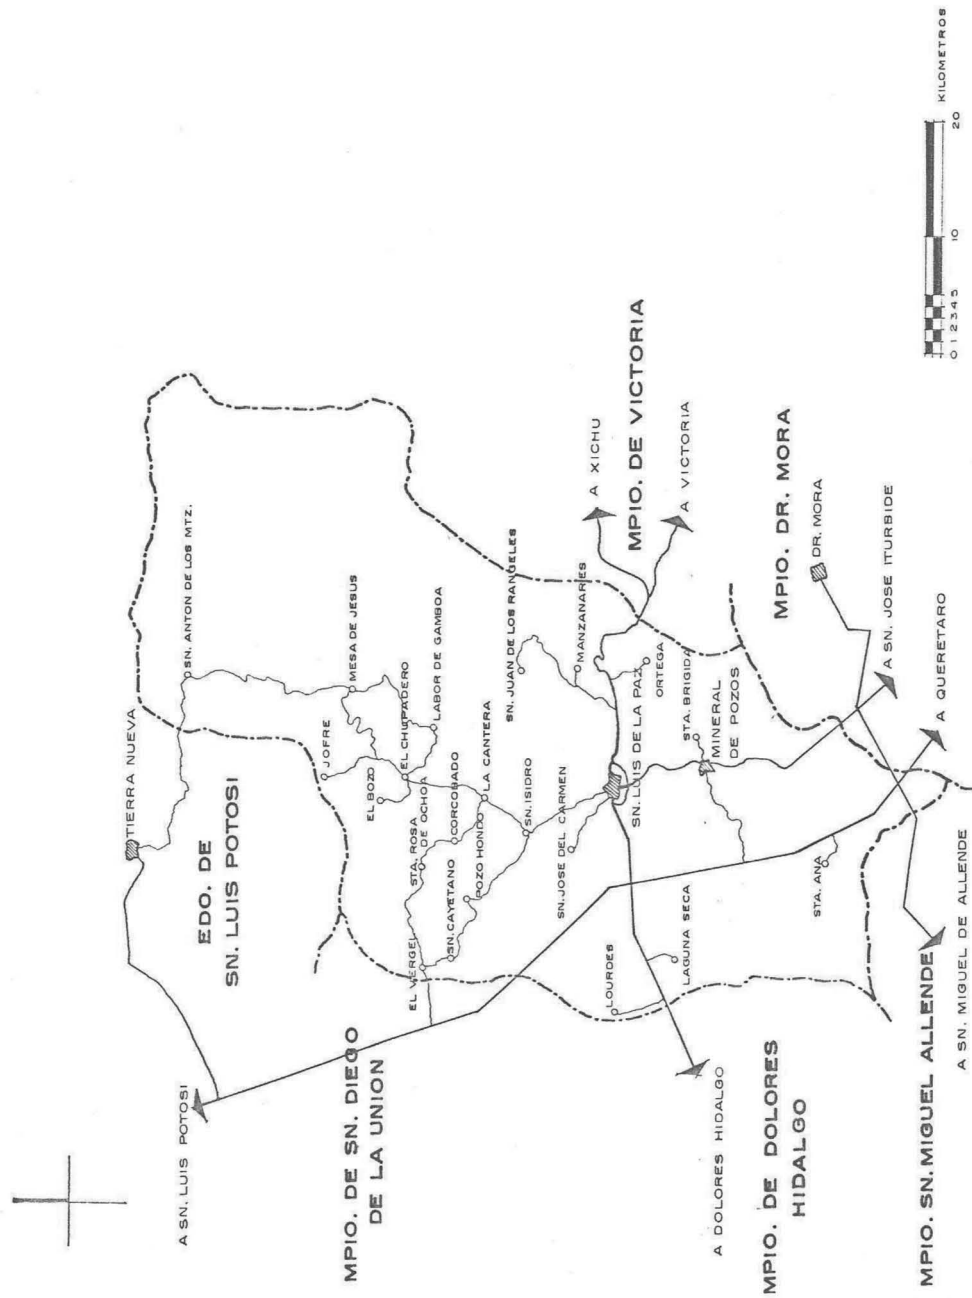 TIERRA NUEVA
SN. ANTON DE LOS MTZ.
EDO. DE
SN. LUIS POTOSI
A SN. LUIS POTOSI
JOFRE
MESA DE JESUS
EL BOZO
EL CHUPADERO
LABOR DE GAMBOA
STA. ROSA
DE OCHOA
CORCOBADO
LA CANTERA
EL VERGEL
SN. CAYETANO
POZO HONDO
SN. ISIDRO
SN. JUAN DE LOS RANGELES
MANZANARES
SN. JOSE DEL CARMEN
SN. LUIS DE LA PAZ
ORTEGA
A XICHU
MPIO. DE VICTORIA
A VICTORIA
STA. BRIGIDA
MINERAL
DE POZOS
MPIO. DR. MORA
DR. MORA
LOURDES
LAGUNA SECA
STA. ANA
A SN. JOSE ITURBIDE
A QUERETARO
MPIO. DE SN. DIEGO
DE LA UNION
A DOLORES HIDALGO
MPIO. DE DOLORES
HIDALGO
MPIO. SN. MIGUEL ALLENDE
A SN. MIGUEL DE ALLENDE
0 1 2 3 4 5 10 20
KILOMETROS